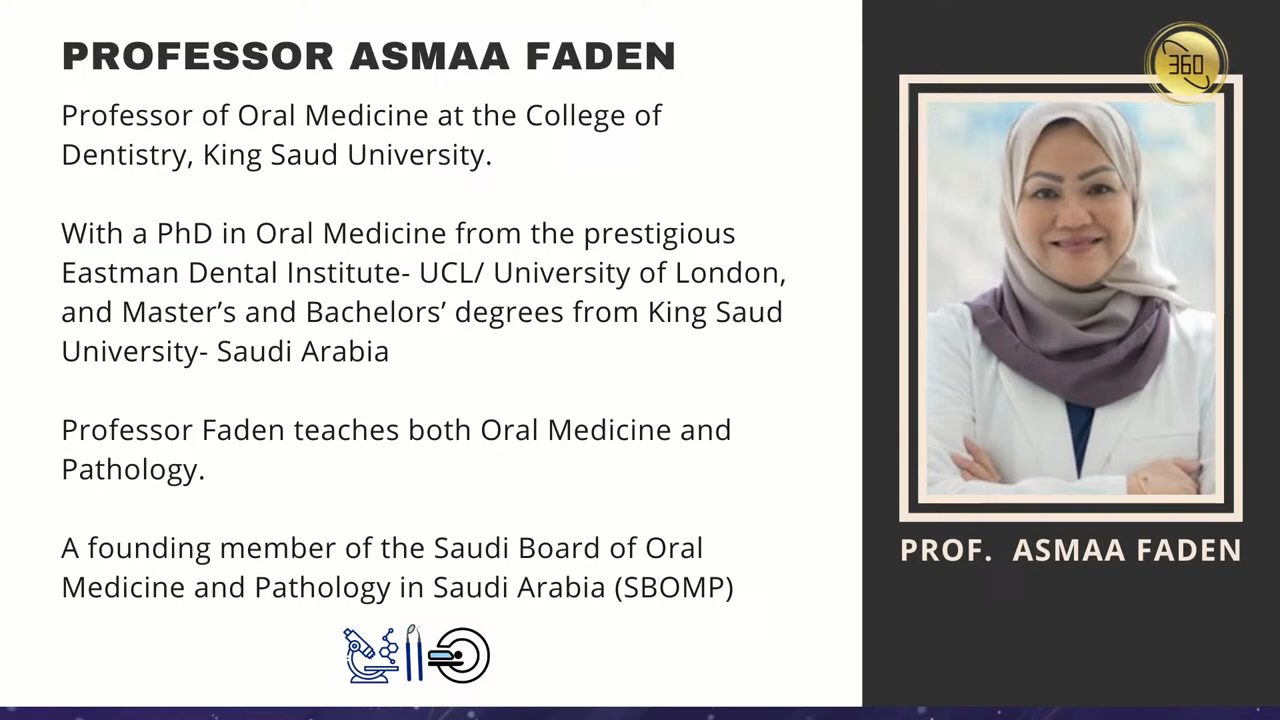 PROFESSOR ASMAA FADEN
Professor of Oral Medicine at the College of
Dentistry, King Saud University.
With a PhD in Oral Medicine from the prestigious
Eastman Dental Institute- UCL/ University of London,
and Master’s and Bachelors’ degrees from King Saud
University- Saudi Arabia
Professor Faden teaches both Oral Medicine and
Pathology.
A founding member of the Saudi Board of Oral
Medicine and Pathology in Saudi Arabia (SBOMP)
360
PROF. ASMAA FADEN